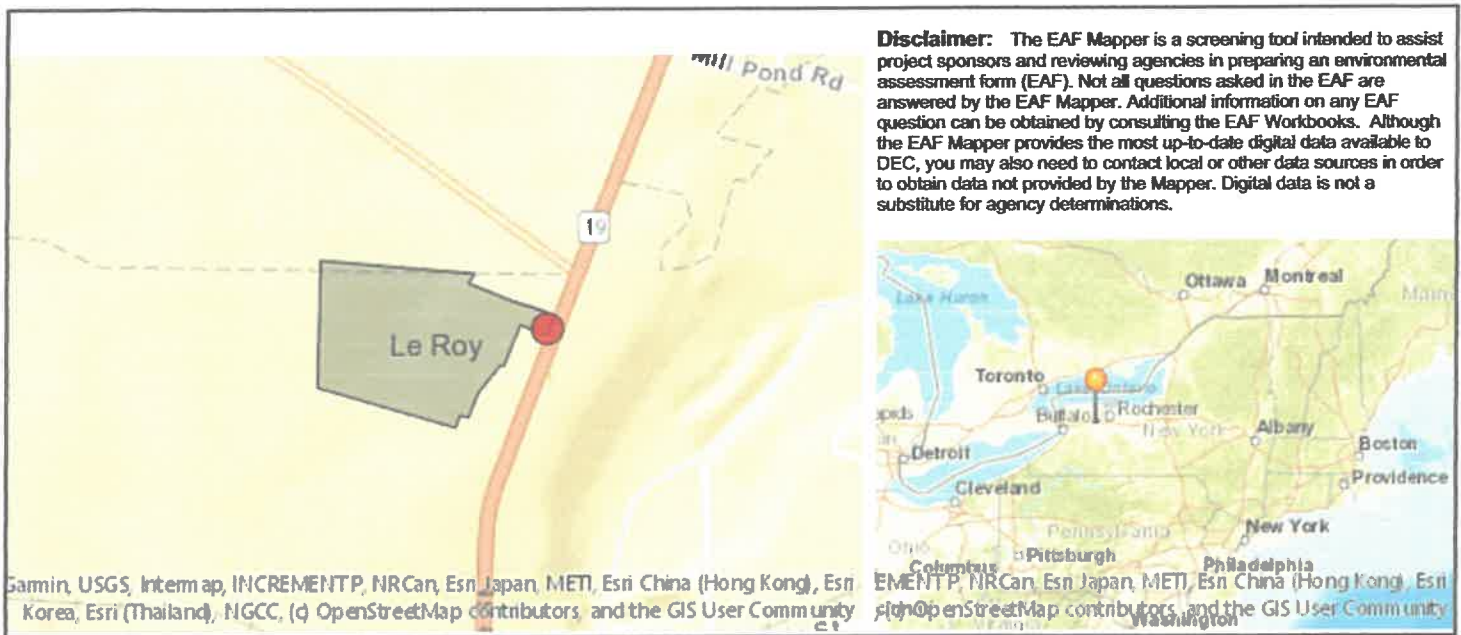 Disclaimer: The EAF Mapper is a screening tool intended to assist
project sponsors and reviewing agencies in preparing an environmental
assessment form (EAF). Not all questions asked in the EAF are
answered by the EAF Mapper. Additional information on any EAF
question can be obtained by consulting the EAF Workbooks. Although
the EAF Mapper provides the most up-to-date digital data available to
DEC, you may also need to contact local or other data sources in order
to obtain data not provided by the Mapper. Digital data is not a
substitute for agency determinations.
Mill Pond Rd
19
Le Roy
Garmin, USGS, Intermap, INCREMENT P, NRCan, Esri Japan, METI, Esri China (Hong Kong), Esri
Korea, Esri (Thailand), NGCC, (c) OpenStreetMap contributors, and the GIS User Community
Ottawa
Montreal
Lake Huron
Toronto
Lake Ontario
Rochester
Buffalo
New York
Albany
Boston
Detroit
Providence
Cleveland
New York
Pennsylvania
Ohio
Pittsburgh
Columbus
Philadelphia
EMENT P, NRCan, Esri Japan, METI, Esri China (Hong Kong), Esri
OpenStreetMap contributors, and the GIS User Community
Washington